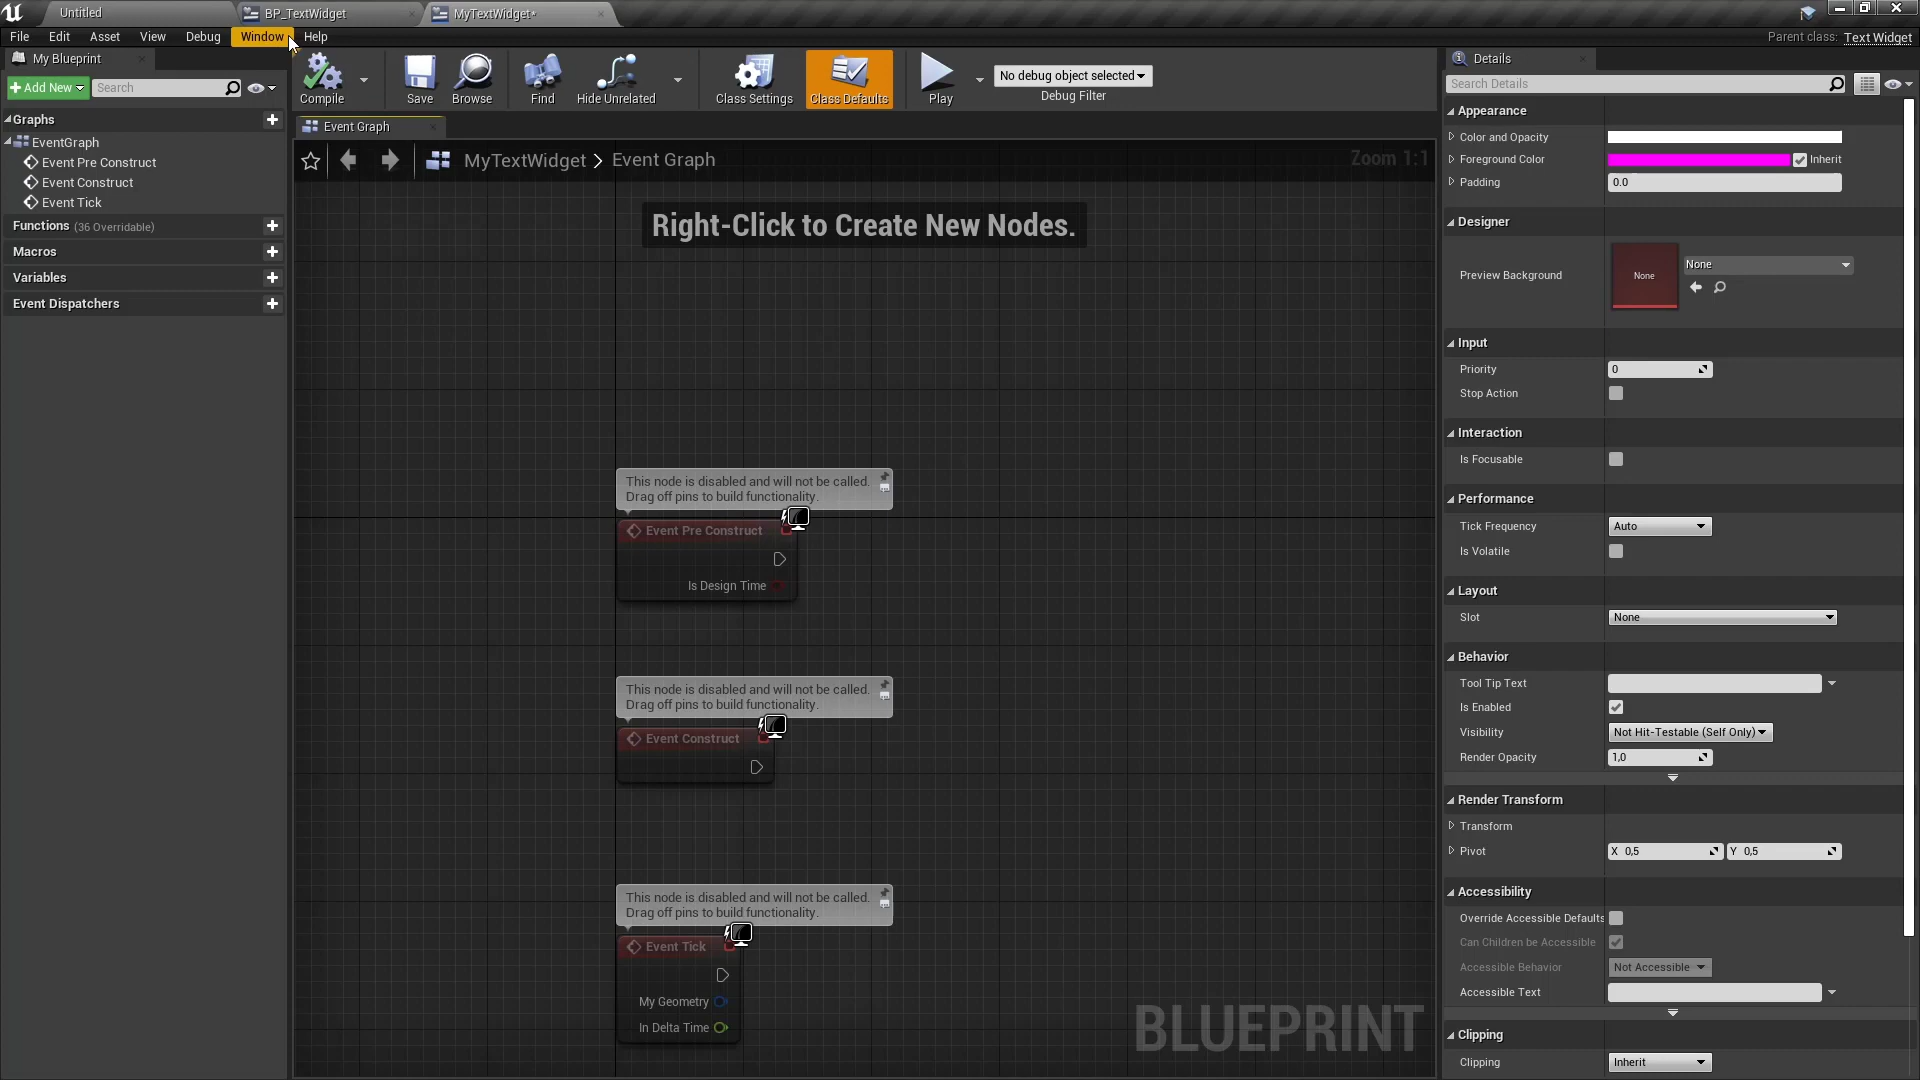 Untitled
BP_TextWidget
MyTextWidget*
File Edit Asset View Debug Window Help
Parent class: Text Widget
My Blueprint
Add New
Search
Graphs
EventGraph
Event Pre Construct
Event Construct
Event Tick
Functions (36 Overridable)
Macros
Variables
Event Dispatchers
Compile
Save
Browse
Find
Hide Unrelated
Class Settings
Class Defaults
Play
No debug object selected
Debug Filter
Event Graph
MyTextWidget > Event Graph
Zoom 1:1
Right-Click to Create New Nodes.
This node is disabled and will not be called.
Drag off pins to build functionality.
Event Pre Construct
Is Design Time
This node is disabled and will not be called.
Drag off pins to build functionality.
Event Construct
This node is disabled and will not be called.
Drag off pins to build functionality.
Event Tick
My Geometry
In Delta Time
BLUEPRINT
Details
Search Details
Appearance
Color and Opacity
Foreground Color Inherit
Padding 0.0
Designer
Preview Background None None
Input
Priority 0
Stop Action
Interaction
Is Focusable
Performance
Tick Frequency Auto
Is Volatile
Layout
Slot None
Behavior
Tool Tip Text
Is Enabled
Visibility Not Hit-Testable (Self Only)
Render Opacity 1,0
Render Transform
Transform
Pivot X 0,5 Y 0,5
Accessibility
Override Accessible Defaults
Can Children be Accessible
Accessible Behavior Not Accessible
Accessible Text
Clipping
Clipping Inherit